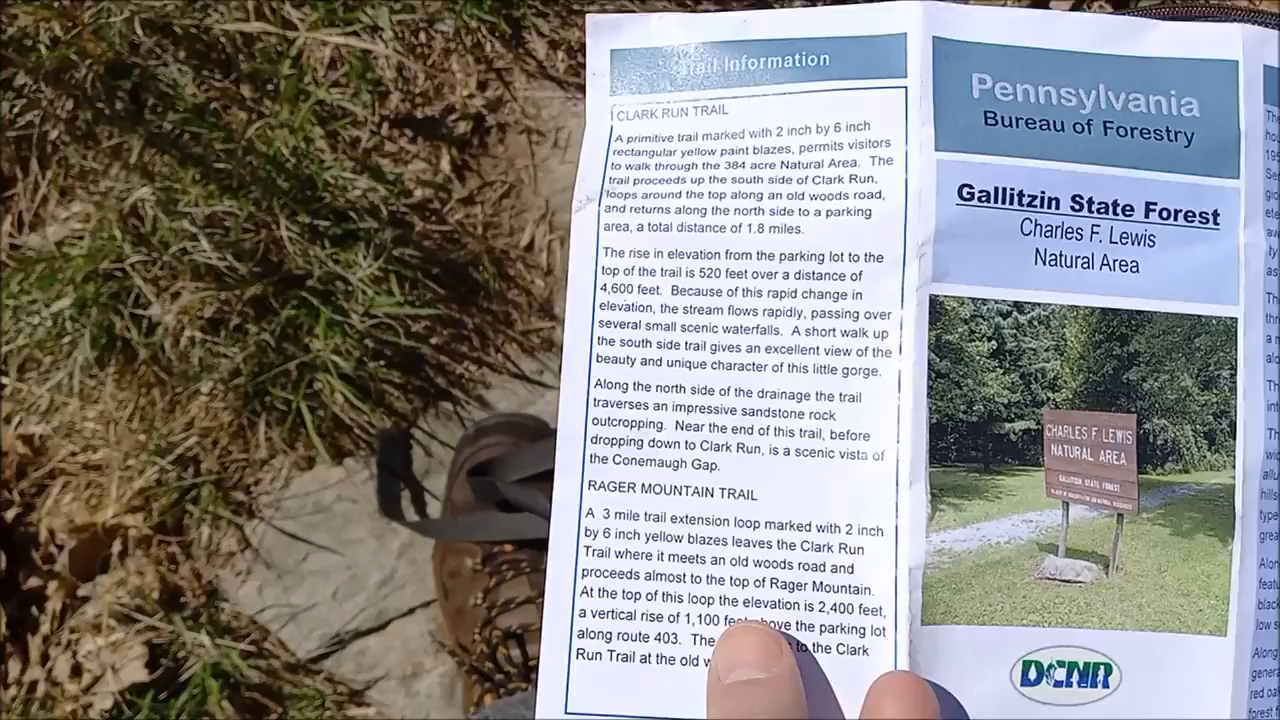 Trail Information
CLARK RUN TRAIL
A primitive trail marked with 2 inch by 6 inch
rectangular yellow paint blazes, permits visitors
to walk through the 384 acre Natural Area. The
trail proceeds up the south side of Clark Run,
loops around the top along an old woods road,
and returns along the north side to a parking
area, a total distance of 1.8 miles.
The rise in elevation from the parking lot to the
top of the trail is 520 feet over a distance of
4,600 feet. Because of this rapid change in
elevation, the stream flows rapidly, passing over
several small scenic waterfalls. A short walk up
the south side trail gives an excellent view of the
beauty and unique character of this little gorge.
Along the north side of the drainage the trail
traverses an impressive sandstone rock
outcropping. Near the end of this trail, before
dropping down to Clark Run, is a scenic vista of
the Conemaugh Gap.
RAGER MOUNTAIN TRAIL
A 3 mile trail extension loop marked with 2 inch
by 6 inch yellow blazes leaves the Clark Run
Trail where it meets an old woods road and
proceeds almost to the top of Rager Mountain.
At the top of this loop the elevation is 2,400 feet,
a vertical rise of 1,100 feet above the parking lot
along route 403. The to the Clark
Run Trail at the old
Pennsylvania
Bureau of Forestry
Gallitzin State Forest
Charles F. Lewis
Natural Area
CHARLES F. LEWIS
NATURAL AREA
GALLITZIN STATE FOREST
DCNR